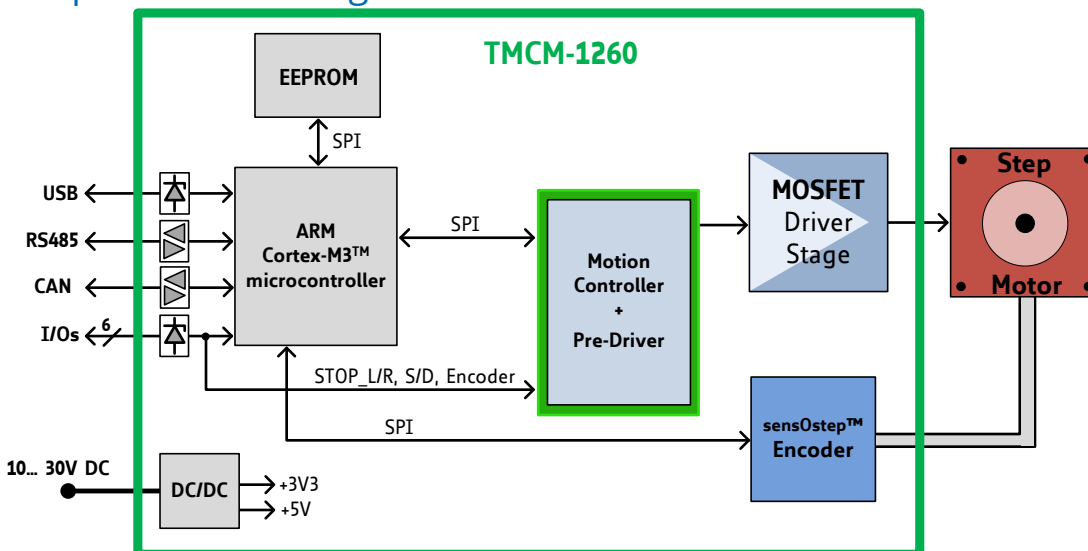 TMCM-1260
EEPROM
SPI
USB
RS485
CAN
I/Os
6
ARM
Cortex-M3™
microcontroller
SPI
Motion
Controller
+
Pre-Driver
MOSFET
Driver
Stage
Step
Motor
STOP_L/R, S/D, Encoder
SPI
sensOstep™
Encoder
10... 30V DC
DC/DC
+3V3
+5V